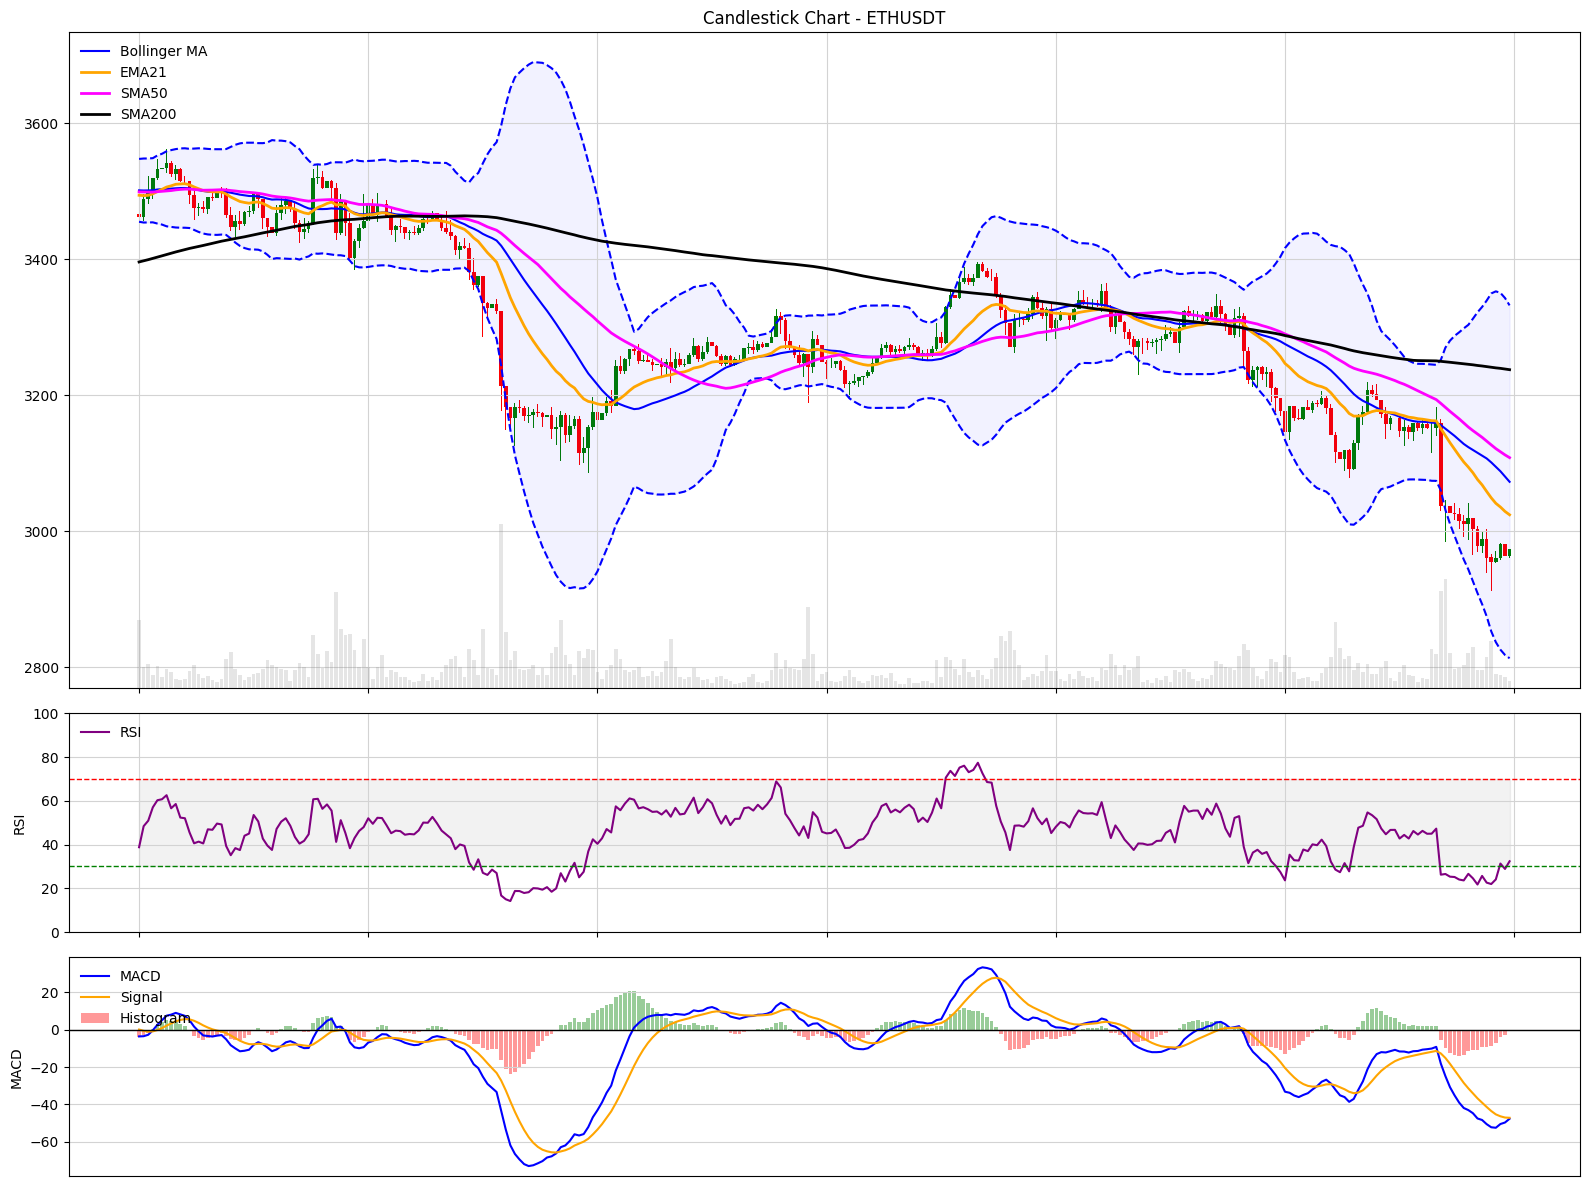 Candlestick Chart - ETHUSDT
Bollinger MA
EMA21
SMA50
SMA200
3600
3400
3200
3000
2800
RSI
RSI
100
80
60
40
20
0
MACD
Signal
Histogram
MACD
20
0
−20
−40
−60